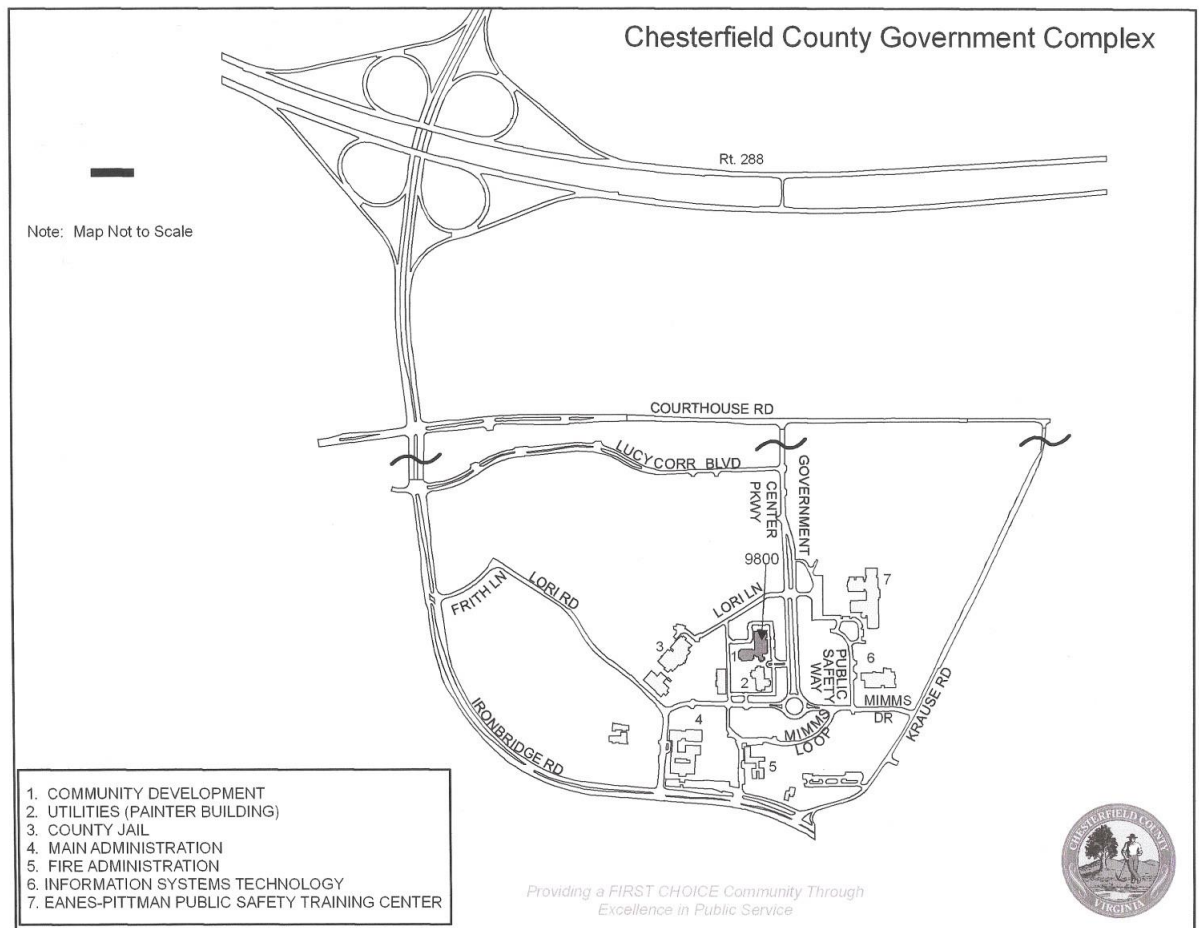 Chesterfield County Government Complex
Rt. 288
Note: Map Not to Scale
COURTHOUSE RD
LUCY CORR BLVD
GOVERNMENT
CENTER
PKWY
9800
7
FRITH LN
LORI RD
LORI LN
3
1
2
PUBLIC
SAFETY
WAY
6
MIMMS
DR
KRAUSE RD
IRONBRIDGE RD
4
MIMMS
LOOP
5
1. COMMUNITY DEVELOPMENT
2. UTILITIES (PAINTER BUILDING)
3. COUNTY JAIL
4. MAIN ADMINISTRATION
5. FIRE ADMINISTRATION
6. INFORMATION SYSTEMS TECHNOLOGY
7. EANES-PITTMAN PUBLIC SAFETY TRAINING CENTER
Providing a FIRST CHOICE Community Through
Excellence in Public Service
CHESTERFIELD COUNTY
VIRGINIA